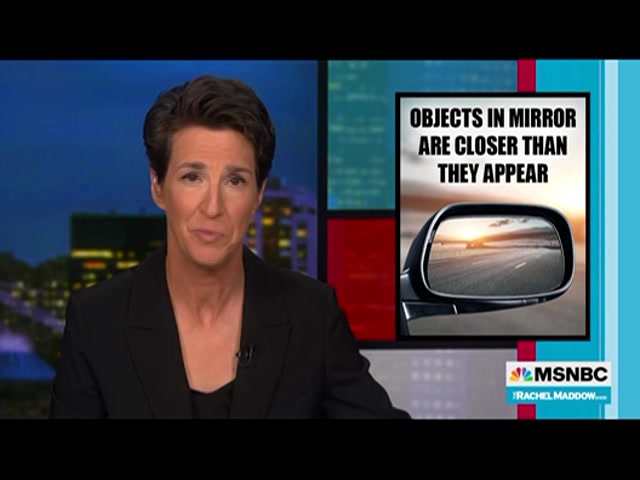 OBJECTS IN MIRROR
ARE CLOSER THAN
THEY APPEAR
MSNBC
THE RACHEL MADDOW SHOW